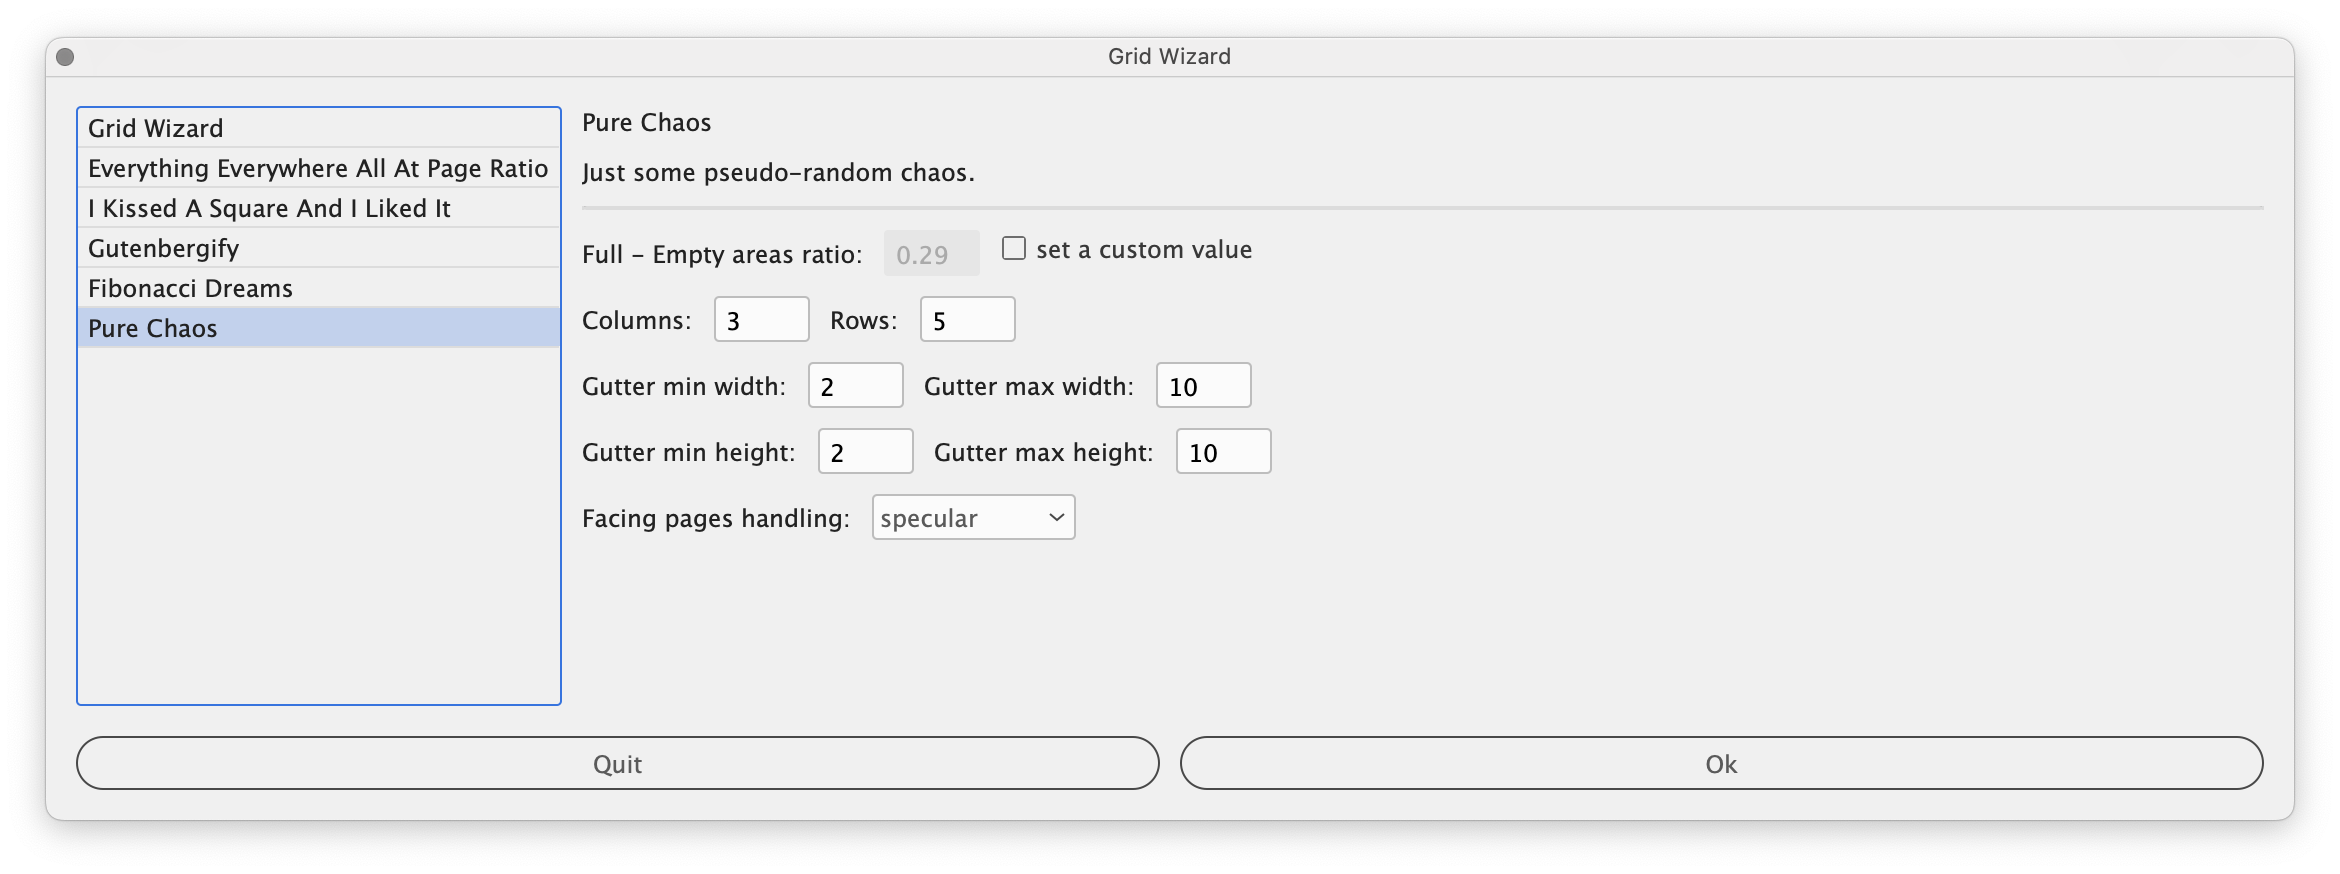 Grid Wizard
Grid Wizard
Everything Everywhere All At Page Ratio
I Kissed A Square And I Liked It
Gutenbergify
Fibonacci Dreams
Pure Chaos
Pure Chaos
Just some pseudo-random chaos.
Full - Empty areas ratio: 0.29 set a custom value
Columns: 3 Rows: 5
Gutter min width: 2 Gutter max width: 10
Gutter min height: 2 Gutter max height: 10
Facing pages handling: specular
Quit Ok